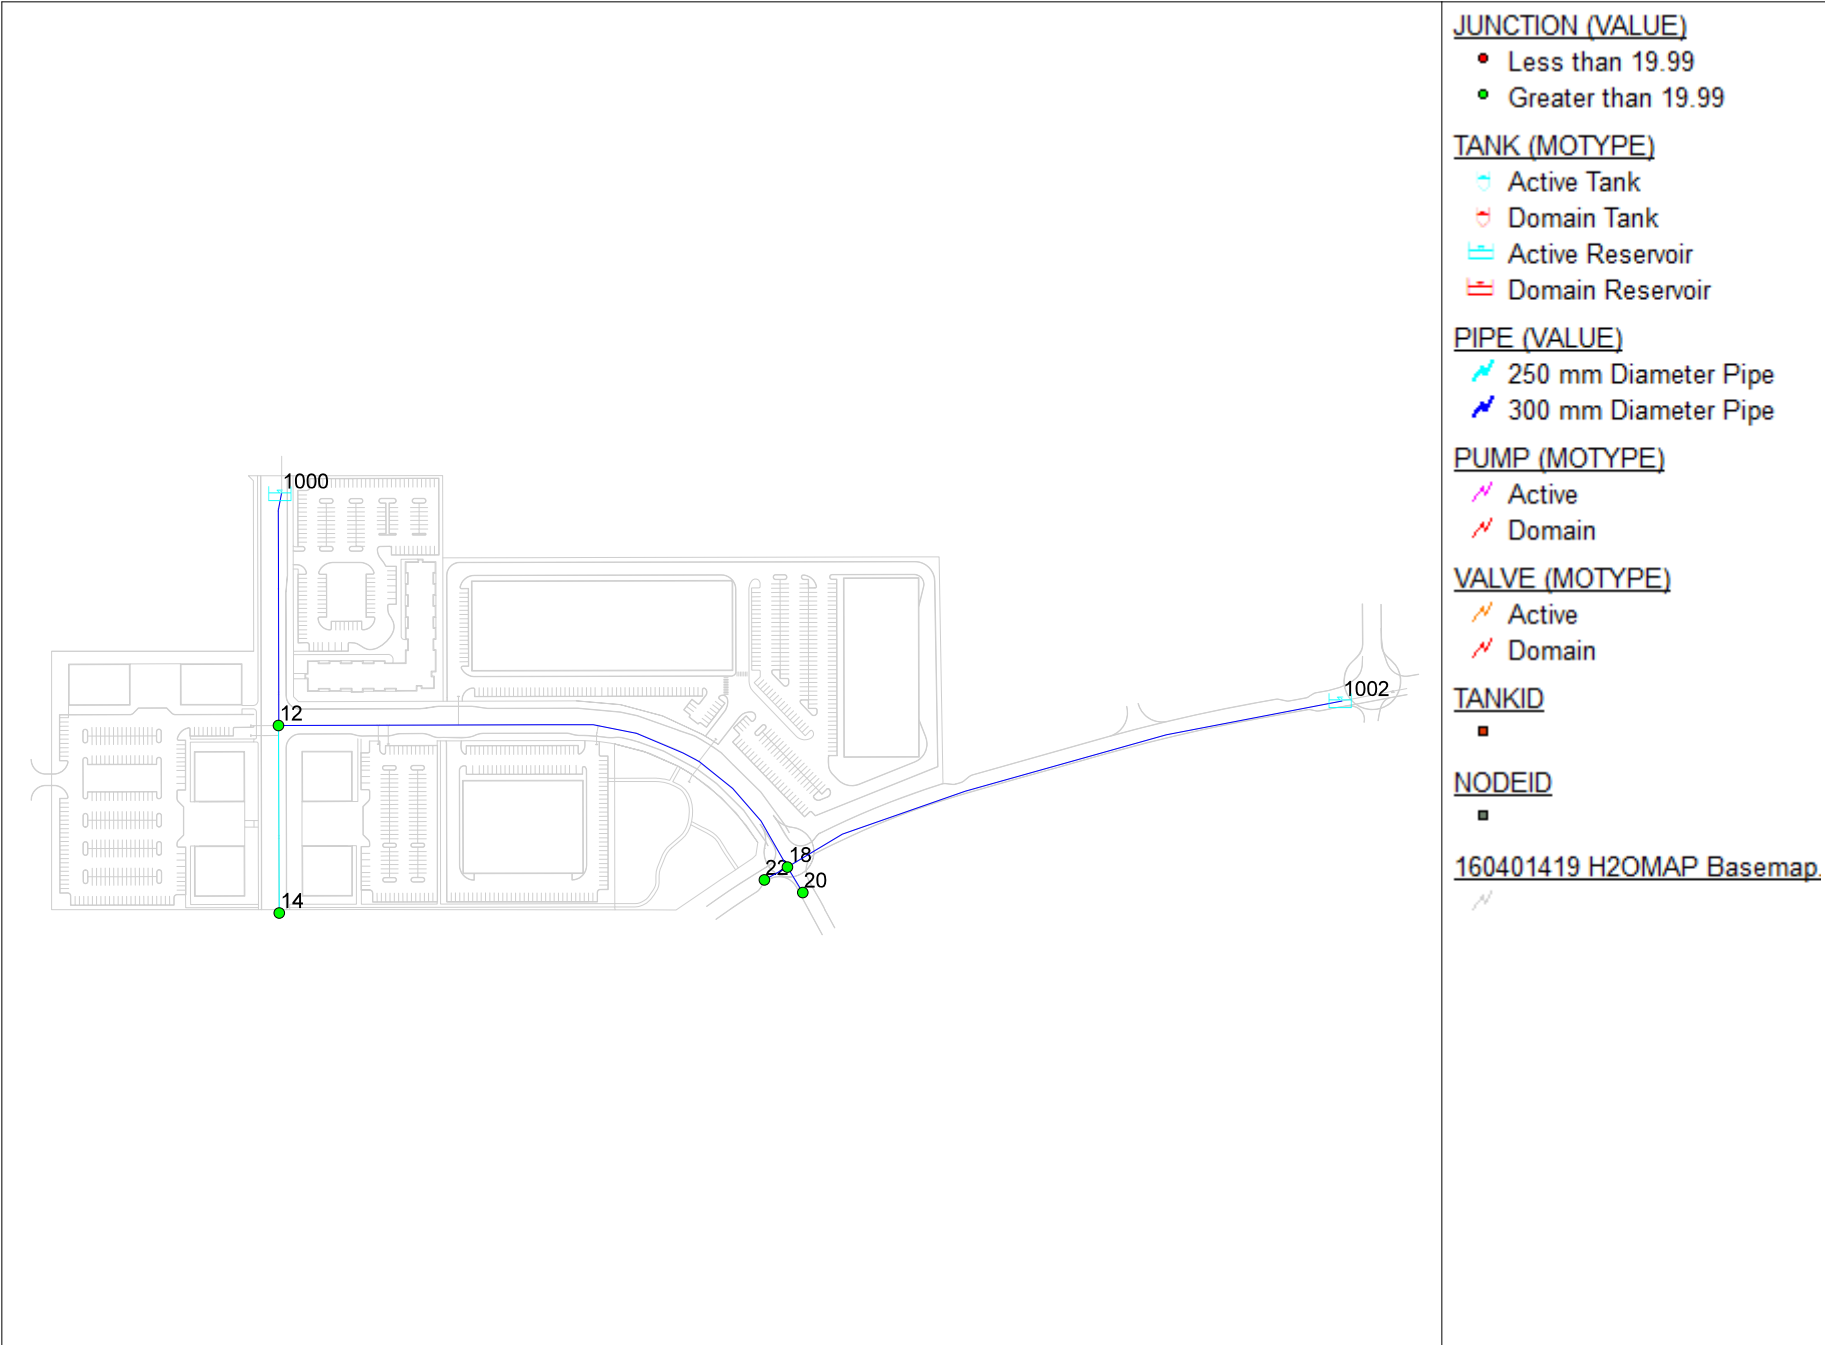 JUNCTION (VALUE)
Less than 19.99
Greater than 19.99
TANK (MOTYPE)
Active Tank
Domain Tank
Active Reservoir
Domain Reservoir
PIPE (VALUE)
250 mm Diameter Pipe
300 mm Diameter Pipe
PUMP (MOTYPE)
Active
Domain
VALVE (MOTYPE)
Active
Domain
TANKID
NODEID
160401419 H2OMAP Basemap.
1000
1002
12
18
22
20
14